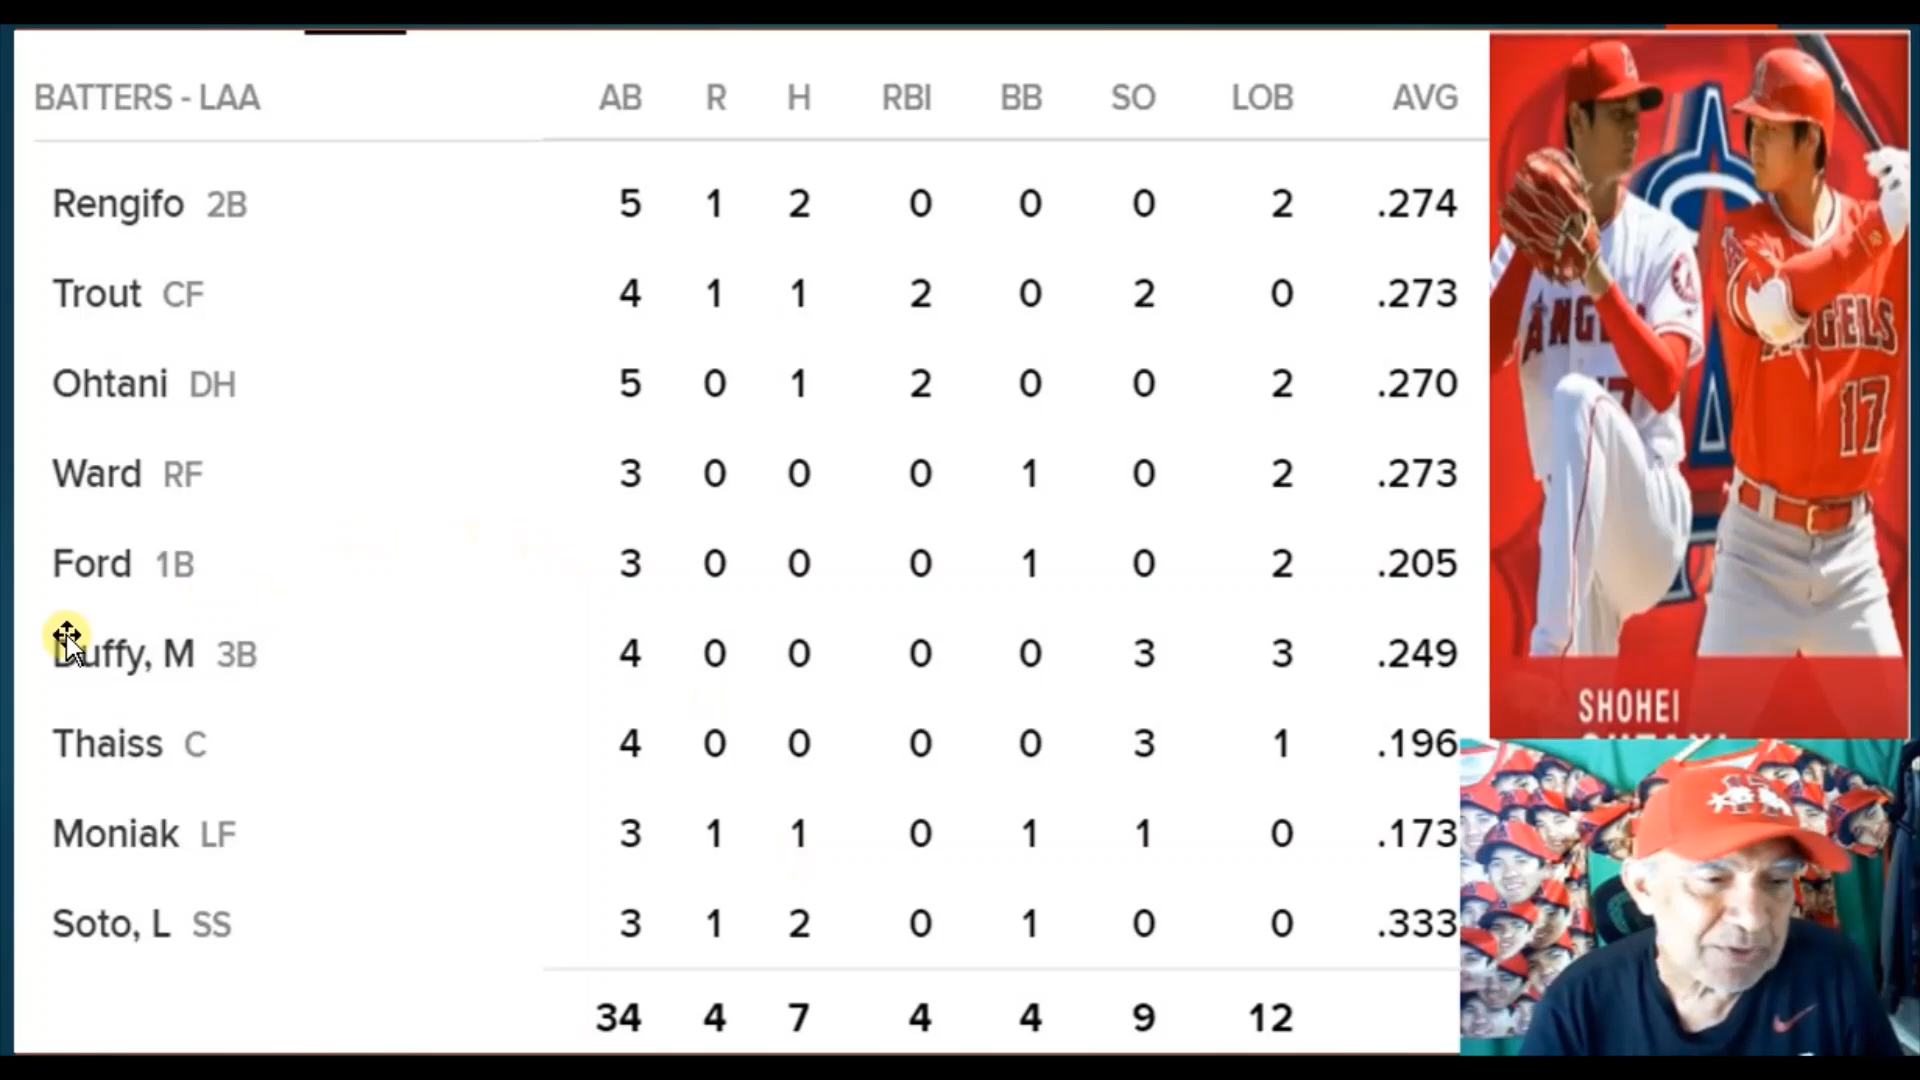 BATTERS - LAA AB R H RBI BB SO LOB AVG
Rengifo 2B 5 1 2 0 0 0 2 .274
Trout CF 4 1 1 2 0 2 0 .273
Ohtani DH 5 0 1 2 0 0 2 .270
Ward RF 3 0 0 0 1 0 2 .273
Ford 1B 3 0 0 0 1 0 2 .205
Duffy, M 3B 4 0 0 0 0 3 3 .249
Thaiss C 4 0 0 0 0 3 1 .196
Moniak LF 3 1 1 0 1 1 0 .173
Soto, L SS 3 1 2 0 1 0 0 .333
34 4 7 4 4 9 12
ANGELS
17
SHOHEI